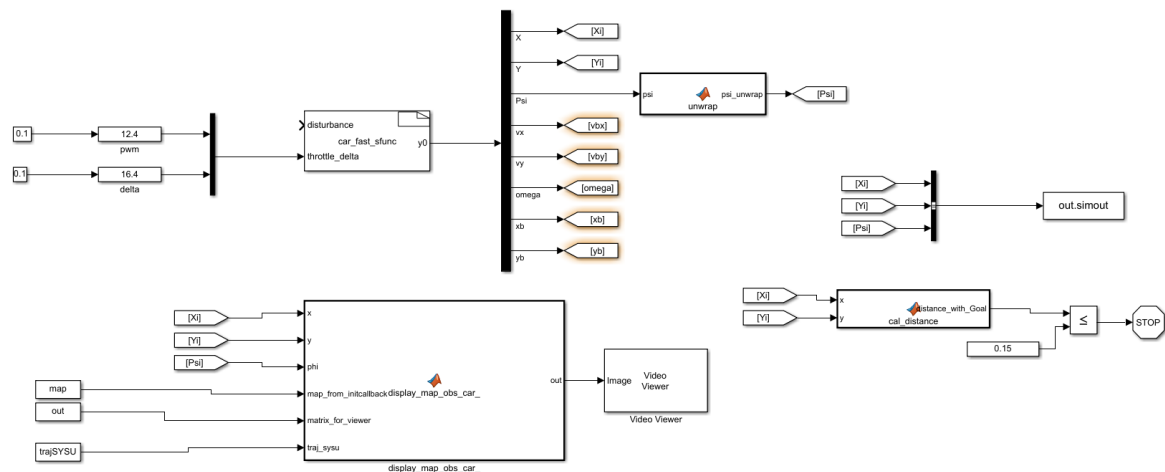 X
[Xi]
Y
[Yi]
Psi
psi
psi_unwrap
unwrap
[Psi]
vx
[vbx]
vy
[vby]
omega
[omega]
xb
[xb]
yb
[yb]
0.1
12.4
pwm
0.1
16.4
delta
disturbance
car_fast_sfunc
throttle_delta
y0
[Xi]
[Yi]
[Psi]
out.simout
[Xi]
[Yi]
x
y
distance_with_Goal
cal_distance
≤
0.15
STOP
[Xi]
[Yi]
[Psi]
map
out
trajSYSU
x
y
phi
map_from_initcallback
display_map_obs_car_
matrix_for_viewer
traj_sysu
out
display_map_obs_car_
Image
Video
Viewer
Video Viewer